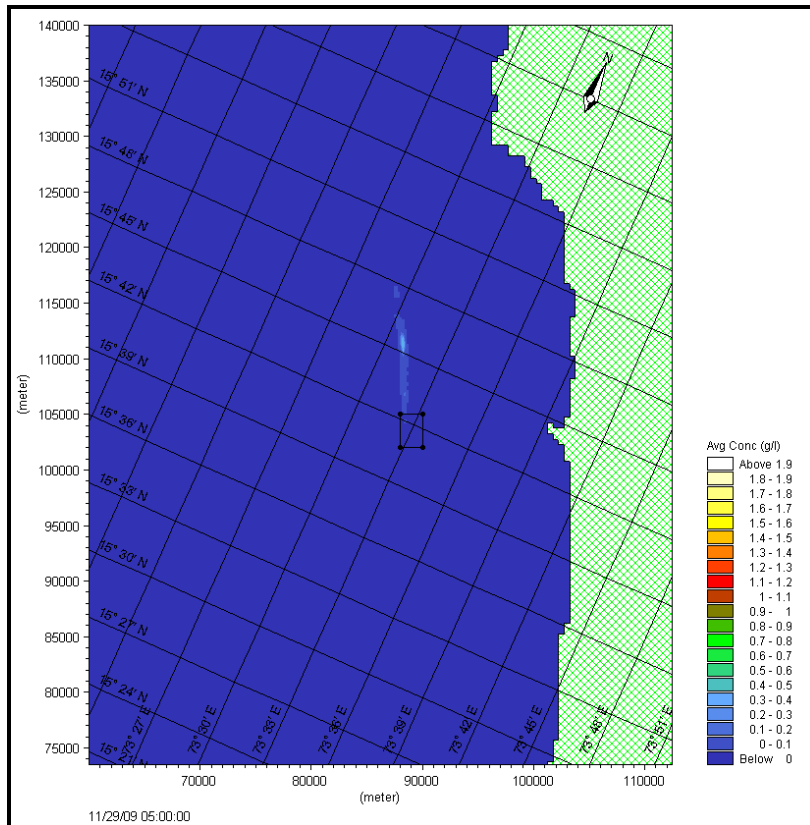 140000
135000
130000
125000
120000
115000
110000
105000
100000
95000
90000
85000
80000
75000
(meter)
15° 51' N
15° 48' N
15° 45' N
15° 42' N
15° 39' N
15° 36' N
15° 33' N
15° 30' N
15° 27' N
15° 24' N
15° 21' N
73° 27' E
73° 30' E
73° 33' E
73° 36' E
73° 39' E
73° 42' E
73° 45' E
73° 48' E
73° 51' E
N
70000 80000 90000 100000 110000
(meter)
11/29/09 05:00:00
Avg Conc (g/l)
Above 1.9
1.8 - 1.9
1.7 - 1.8
1.6 - 1.7
1.5 - 1.6
1.4 - 1.5
1.3 - 1.4
1.2 - 1.3
1.1 - 1.2
1 - 1.1
0.9 - 1
0.8 - 0.9
0.7 - 0.8
0.6 - 0.7
0.5 - 0.6
0.4 - 0.5
0.3 - 0.4
0.2 - 0.3
0.1 - 0.2
0 - 0.1
Below 0